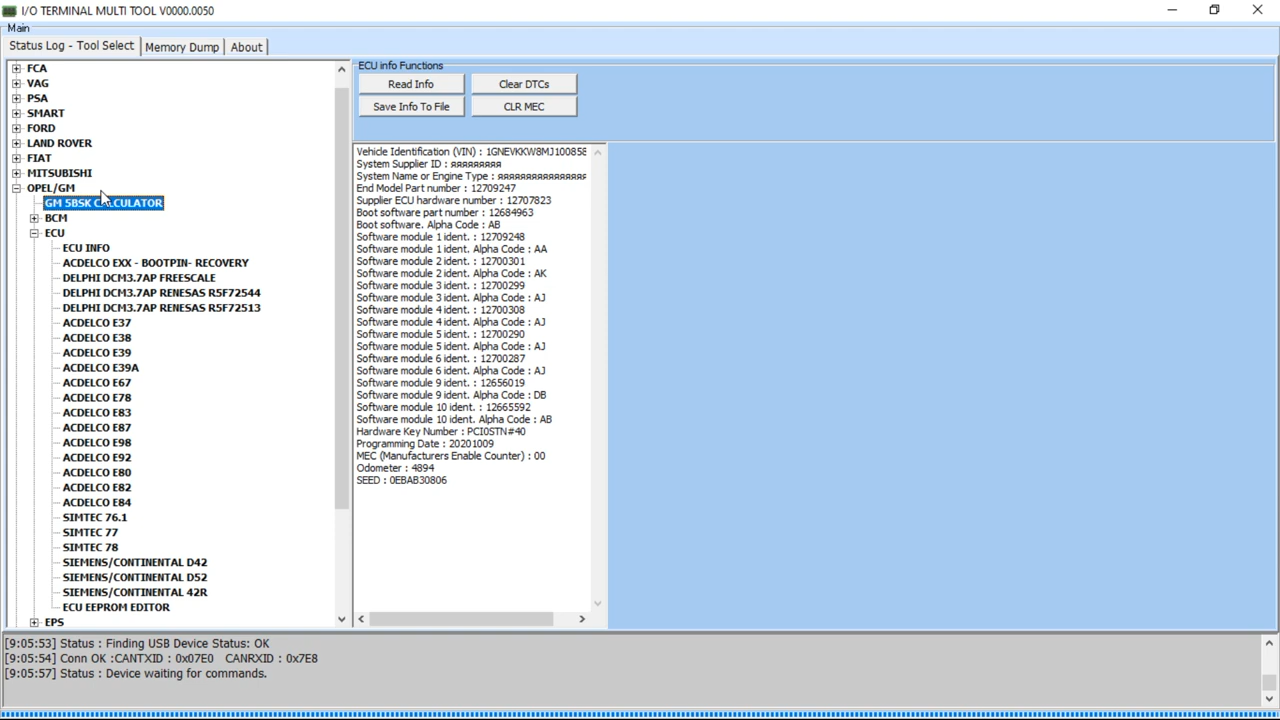 I/O TERMINAL MULTI TOOL V0000.0050
Main
Status Log - Tool Select
Memory Dump
About
FCA
VAG
PSA
SMART
FORD
LAND ROVER
FIAT
MITSUBISHI
OPEL/GM
GM 5BSK CALCULATOR
BCM
ECU
ECU INFO
ACDELCO EXX - BOOTPIN- RECOVERY
DELPHI DCM3.7AP FREESCALE
DELPHI DCM3.7AP RENESAS R5F72544
DELPHI DCM3.7AP RENESAS R5F72513
ACDELCO E37
ACDELCO E38
ACDELCO E39
ACDELCO E39A
ACDELCO E67
ACDELCO E78
ACDELCO E83
ACDELCO E87
ACDELCO E98
ACDELCO E92
ACDELCO E80
ACDELCO E82
ACDELCO E84
SIMTEC 76.1
SIMTEC 77
SIMTEC 78
SIEMENS/CONTINENTAL D42
SIEMENS/CONTINENTAL D52
SIEMENS/CONTINENTAL 42R
ECU EEPROM EDITOR
EPS
ECU info Functions
Read Info
Clear DTCs
Save Info To File
CLR MEC
Vehicle Identification (VIN) : 1GNEVKKW8MJ100858
System Supplier ID : яяяяяяяяя
System Name or Engine Type : яяяяяяяяяяяяяяяя
End Model Part number : 12709247
Supplier ECU hardware number : 12707823
Boot software part number : 12684963
Boot software. Alpha Code : AB
Software module 1 ident. : 12709248
Software module 1 ident. Alpha Code : AA
Software module 2 ident. : 12700301
Software module 2 ident. Alpha Code : AK
Software module 3 ident. : 12700299
Software module 3 ident. Alpha Code : AJ
Software module 4 ident. : 12700308
Software module 4 ident. Alpha Code : AJ
Software module 5 ident. : 12700290
Software module 5 ident. Alpha Code : AJ
Software module 6 ident. : 12700287
Software module 6 ident. Alpha Code : AJ
Software module 9 ident. : 12656019
Software module 9 ident. Alpha Code : DB
Software module 10 ident. : 12665592
Software module 10 ident. Alpha Code : AB
Hardware Key Number : PCI0STN#40
Programming Date : 20201009
MEC (Manufacturers Enable Counter) : 00
Odometer : 4894
SEED : 0EBAB30806
[9:05:53] Status : Finding USB Device Status: OK
[9:05:54] Conn OK :CANTXID : 0x07E0 CANRXID : 0x7E8
[9:05:57] Status : Device waiting for commands.